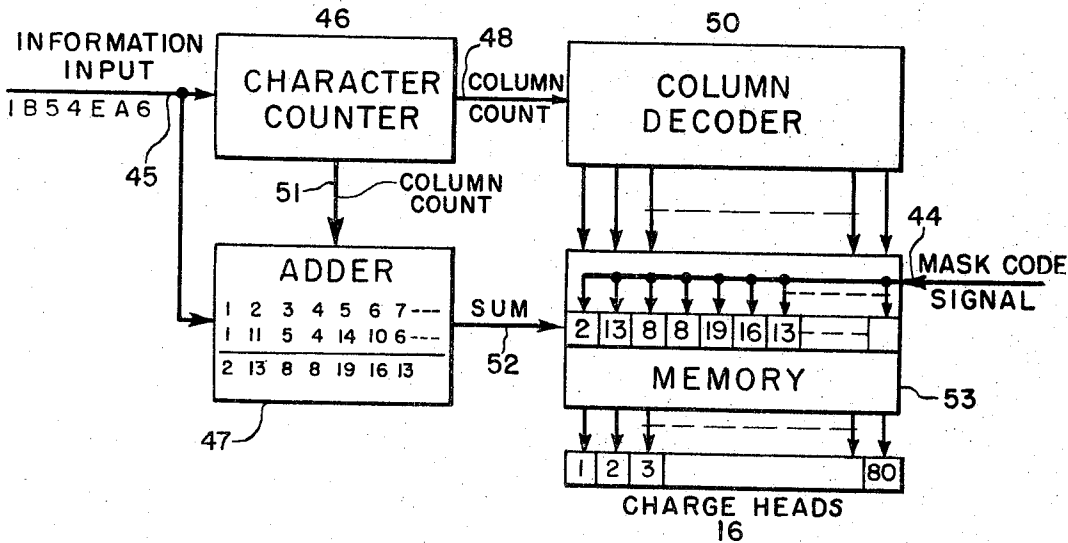 46
50
INFORMATION
INPUT
1B54EA6
45
CHARACTER
COUNTER
48
COLUMN
COUNT
COLUMN
DECODER
51
COLUMN
COUNT
44
MASK CODE
SIGNAL
ADDER
1 2 3 4 5 6 7---
1 11 5 4 14 10 6---
2 13 8 8 19 16 13
47
SUM
52
2 13 8 8 19 16 13
MEMORY
53
1 2 3 80
CHARGE HEADS
16